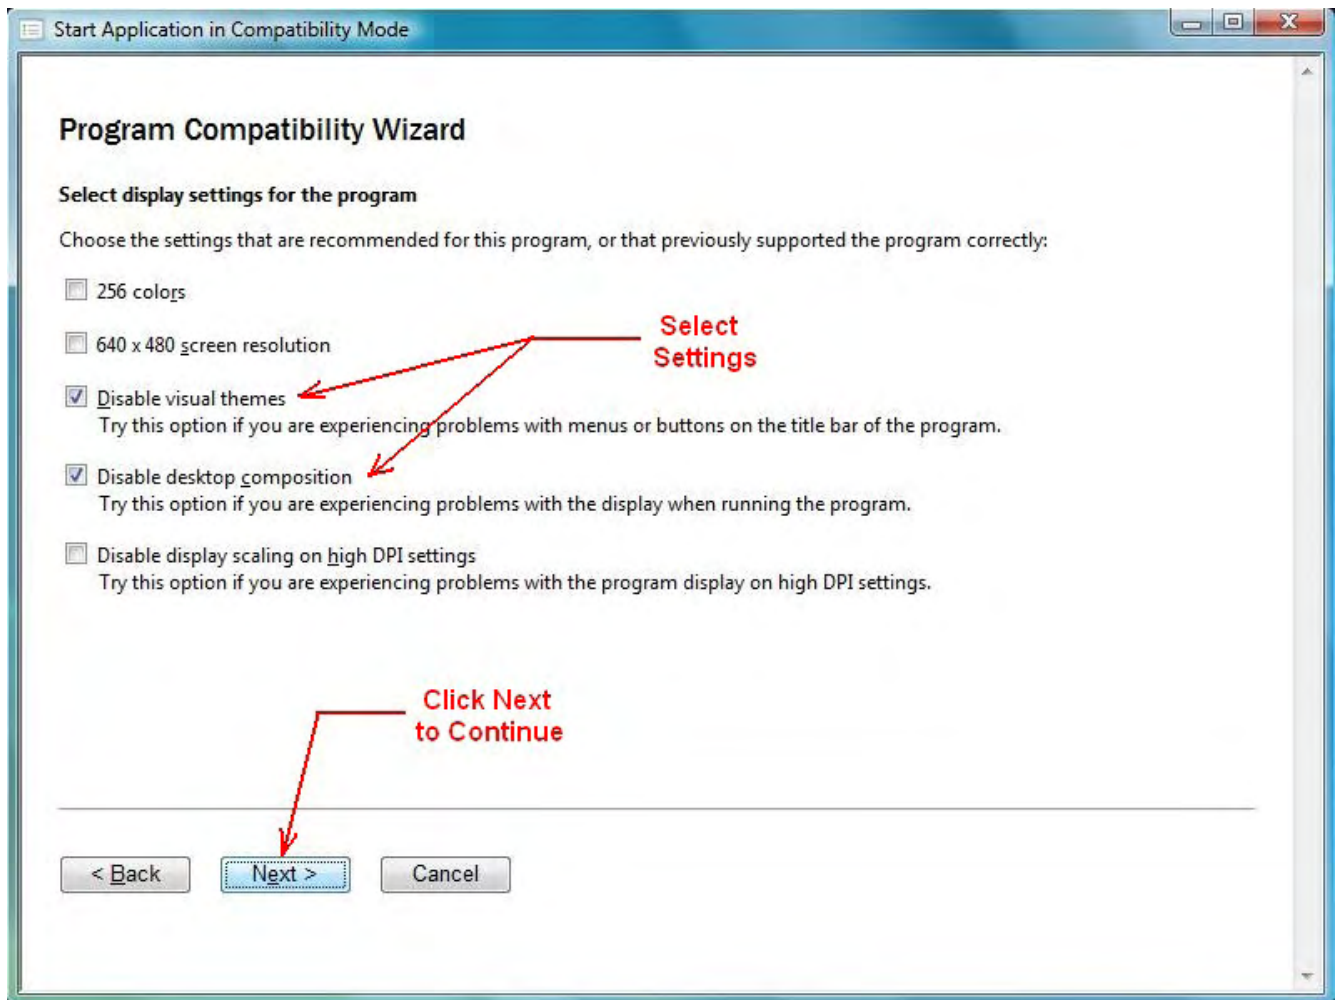 Start Application in Compatibility Mode
Program Compatibility Wizard
Select display settings for the program
Choose the settings that are recommended for this program, or that previously supported the program correctly:
256 colors
640 x 480 screen resolution
Select
Settings
Disable visual themes
Try this option if you are experiencing problems with menus or buttons on the title bar of the program.
Disable desktop composition
Try this option if you are experiencing problems with the display when running the program.
Disable display scaling on high DPI settings
Try this option if you are experiencing problems with the program display on high DPI settings.
Click Next
to Continue
< Back
Next >
Cancel